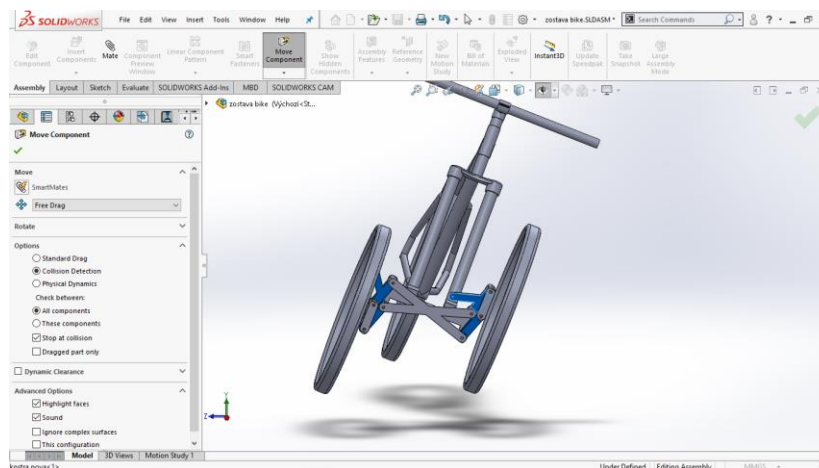 SOLIDWORKS File Edit View Insert Tools Window Help zostava bike.SLDASM * Search Commands
Edit Component
Insert Components
Mate
Component Preview Window
Linear Component Pattern
Smart Fasteners
Move Component
Show Hidden Components
Assembly Features
Reference Geometry
New Motion Study
Bill of Materials
Exploded View
Instant3D
Update Speedpak
Take Snapshot
Large Assembly Mode
Assembly Layout Sketch Evaluate SOLIDWORKS Add-Ins MBD SOLIDWORKS CAM
zostava bike (Výchozí<St...
Move Component
Move
SmartMates
Free Drag
Rotate
Options
Standard Drag
Collision Detection
Physical Dynamics
Check between:
All components
These components
Stop at collision
Dragged part only
Dynamic Clearance
Advanced Options
Highlight faces
Sound
Ignore complex surfaces
This configuration
Y
Z
Model 3D Views Motion Study 1
Under Defined Editing Assembly MMGS